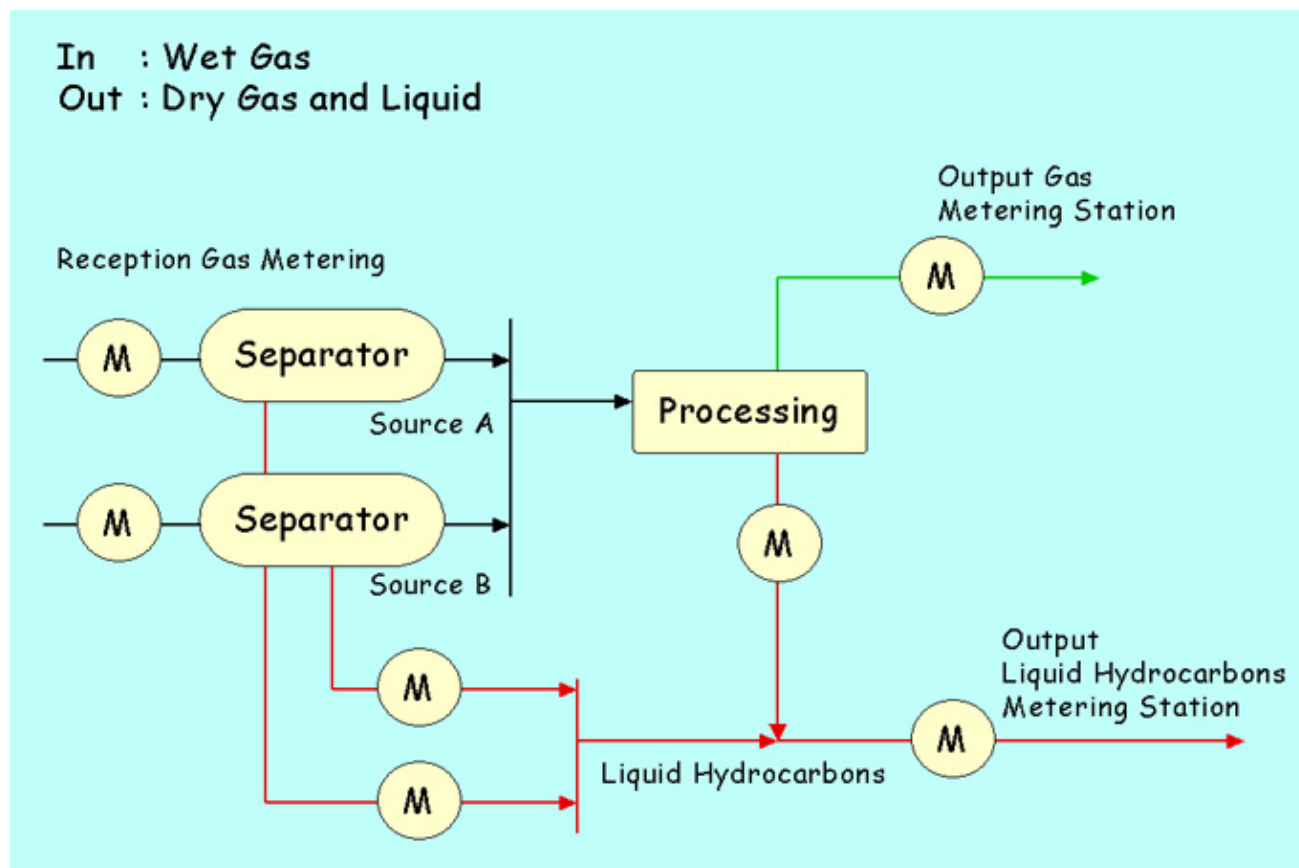 In : Wet Gas
Out : Dry Gas and Liquid
Output Gas
Metering Station
Reception Gas Metering
M
M
Separator
Source A
Processing
M
Separator
Source B
M
M
Output
Liquid Hydrocarbons
Metering Station
M
Liquid Hydrocarbons
M